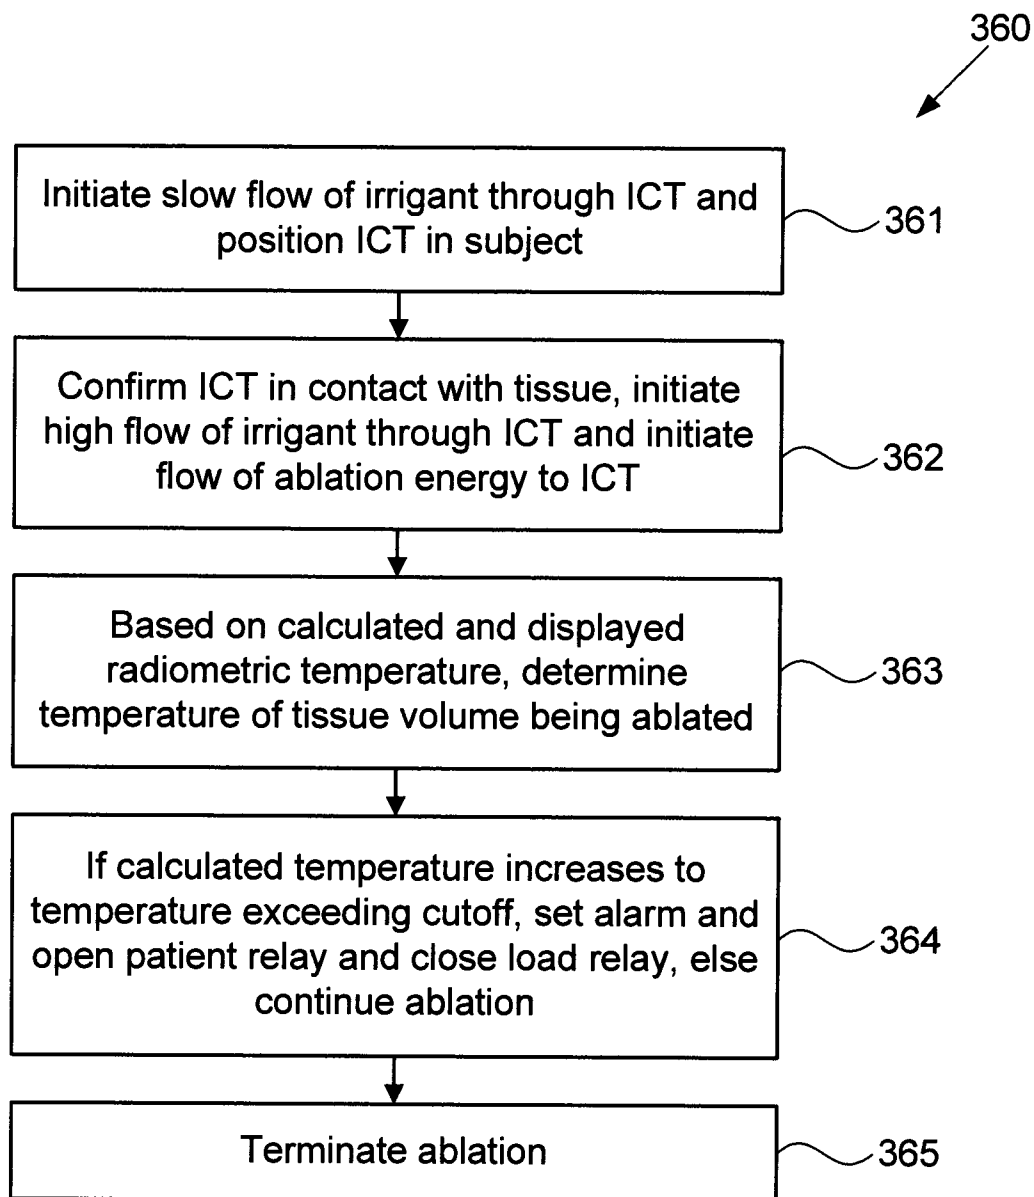 360
Initiate slow flow of irrigant through ICT and
position ICT in subject
361
Confirm ICT in contact with tissue, initiate
high flow of irrigant through ICT and initiate
flow of ablation energy to ICT
362
Based on calculated and displayed
radiometric temperature, determine
temperature of tissue volume being ablated
363
If calculated temperature increases to
temperature exceeding cutoff, set alarm and
open patient relay and close load relay, else
continue ablation
364
Terminate ablation
365